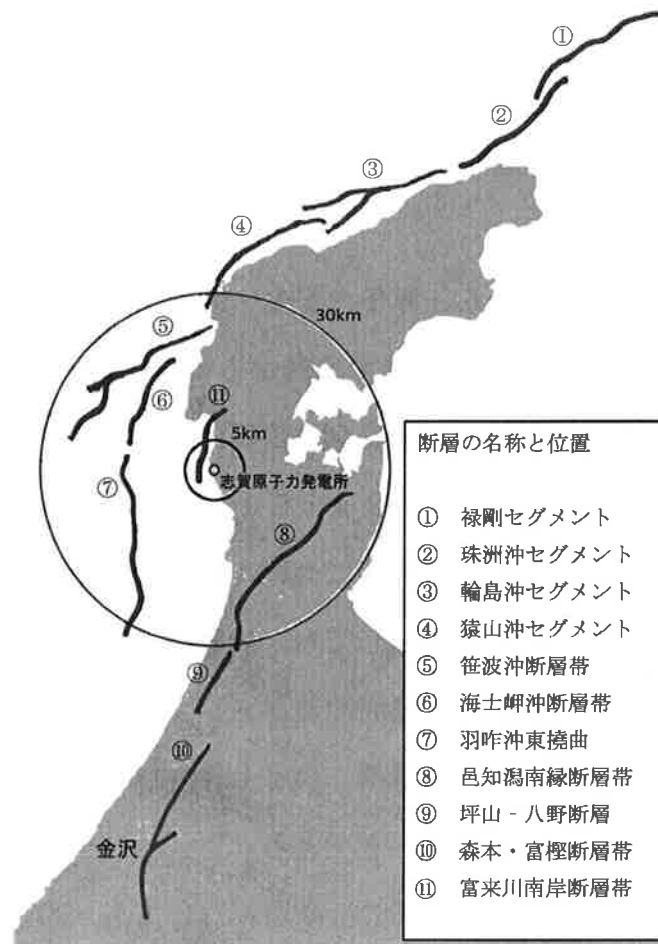 ①
②
③
④
30km
⑤
⑥
⑪
5km
志賀原子力発電所
⑦
⑧
⑨
⑩
金沢
断層の名称と位置
① 禄剛セグメント
② 珠洲沖セグメント
③ 輪島沖セグメント
④ 猿山沖セグメント
⑤ 笹波沖断層帯
⑥ 海士岬沖断層帯
⑦ 羽咋沖東撓曲
⑧ 邑知潟南縁断層帯
⑨ 坪山‐八野断層
⑩ 森本・富樫断層帯
⑪ 富来川南岸断層帯